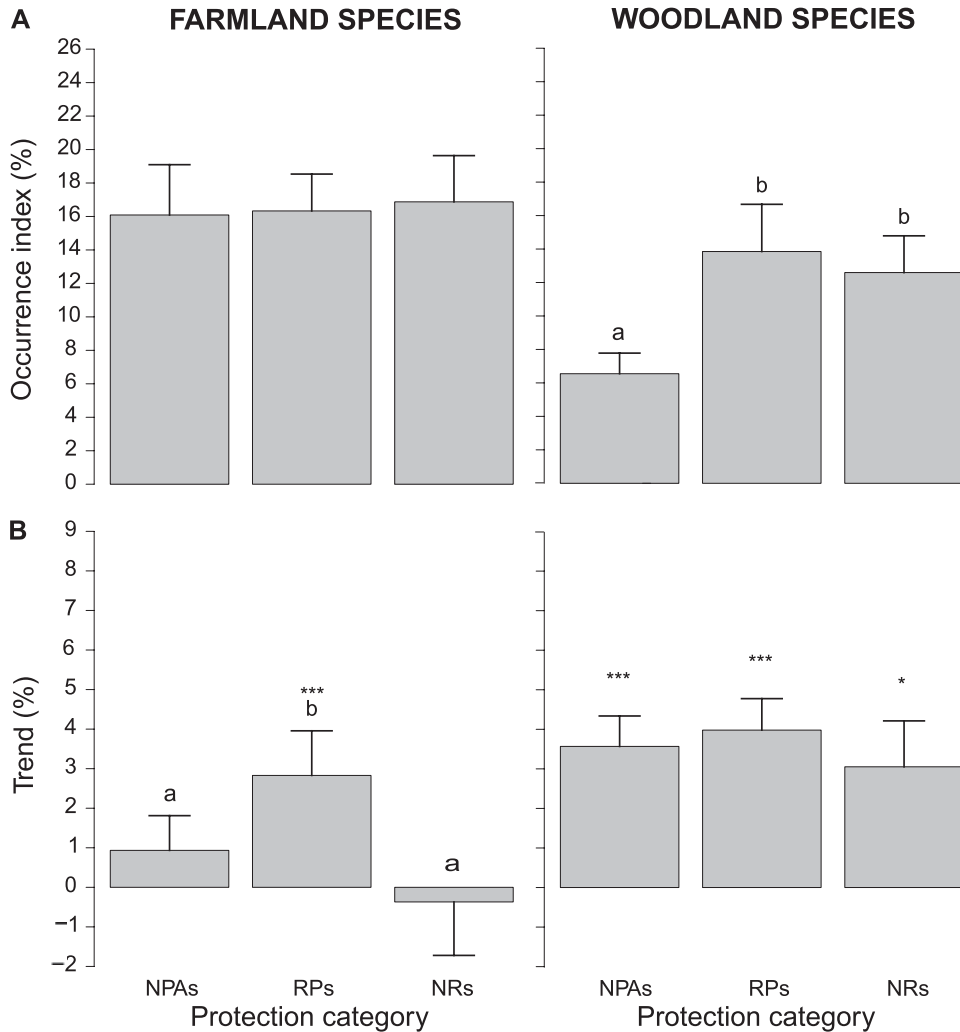 A
FARMLAND SPECIES
WOODLAND SPECIES
Occurrence index (%)
26
24
22
20
18
16
14
12
10
8
6
4
2
0
a
b
b
B
Trend (%)
9
8
7
6
5
4
3
2
1
0
−1
−2
a
***
b
a
***
***
*
NPAs RPs NRs
NPAs RPs NRs
Protection category
Protection category